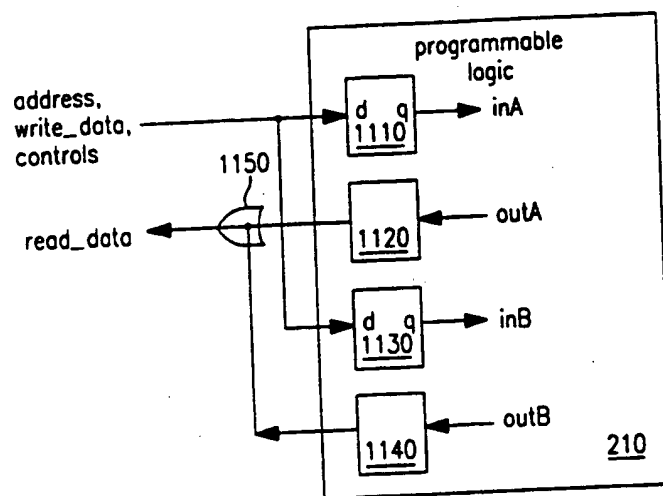 programmable
logic
address,
write_data,
controls
d q
1110
inA
1150
read_data
1120
outA
d q
1130
inB
1140
outB
210